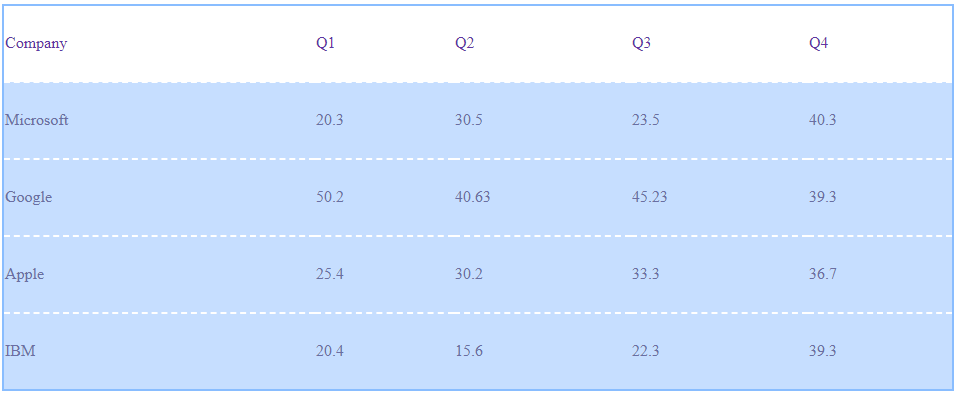 Company Q1 Q2 Q3 Q4
Microsoft 20.3 30.5 23.5 40.3
Google 50.2 40.63 45.23 39.3
Apple 25.4 30.2 33.3 36.7
IBM 20.4 15.6 22.3 39.3